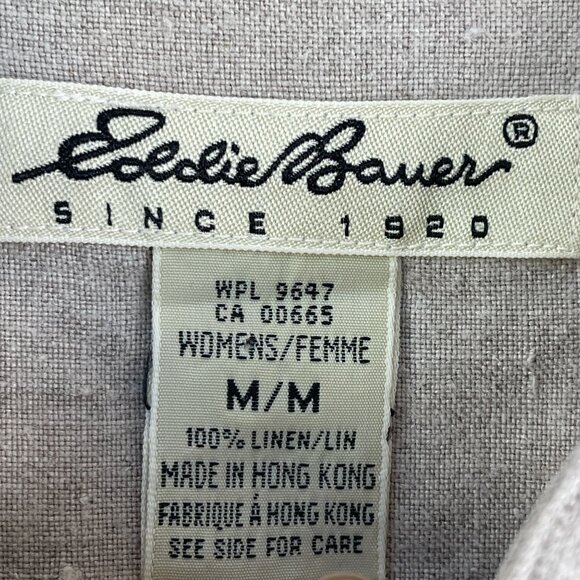 Eddie Bauer®
SINCE 1920
WPL 9647
CA 00665
WOMENS/FEMME
M/M
100% LINEN/LIN
MADE IN HONG KONG
FABRIQUÉ À HONG KONG
SEE SIDE FOR CARE